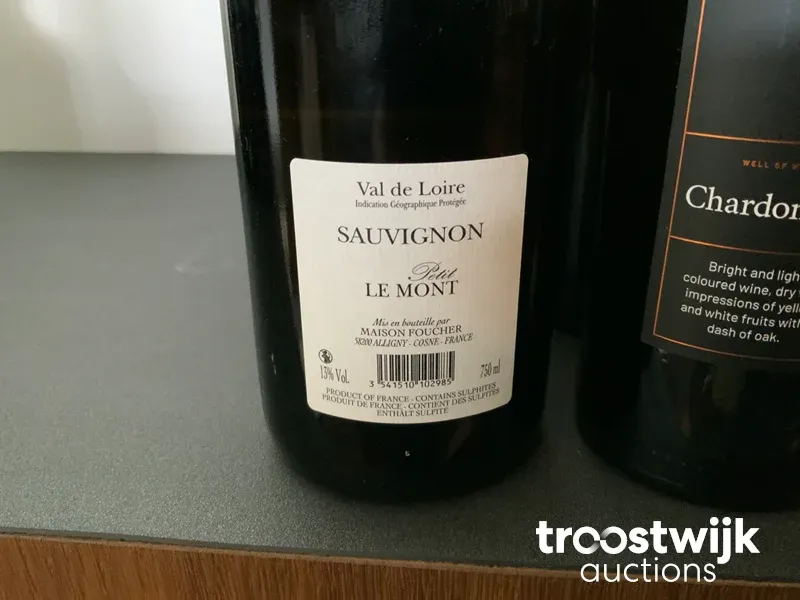 Val de Loire
Indication Géographique Protégée
SAUVIGNON
Petit
LE MONT
Mis en bouteille par
MAISON FOUCHER
58200 ALLIGNY - COSNE - FRANCE
13% Vol.
3 541510 102985
750 ml
PRODUCT OF FRANCE - CONTAINS SULPHITES
PRODUIT DE FRANCE - CONTIENT DES SULFITES
ENTHÄLT SULFITE
WELL OF
Chardon
Bright and ligh
coloured wine, dry
impressions of yell
and white fruits with
dash of oak.
troostwijk
auctions